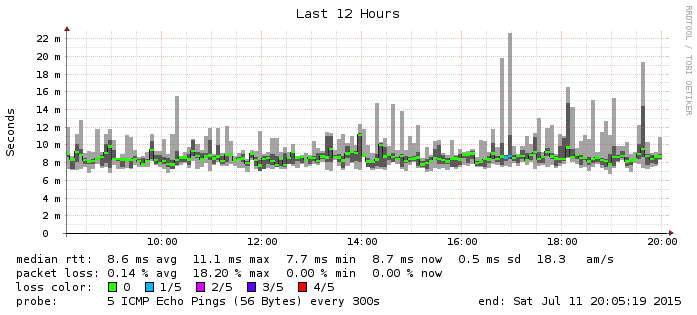 Last 12 Hours
RRDTOOL / TOBI OETIKER
Seconds
22 m
20 m
18 m
16 m
14 m
12 m
10 m
8 m
6 m
4 m
2 m
0
10:00 12:00 14:00 16:00 18:00 20:00
median rtt: 8.6 ms avg 11.1 ms max 7.7 ms min 8.7 ms now 0.5 ms sd 18.3 am/s
packet loss: 0.14 % avg 18.20 % max 0.00 % min 0.00 % now
loss color: 0 1/5 2/5 3/5 4/5
probe: 5 ICMP Echo Pings (56 Bytes) every 300s end: Sat Jul 11 20:05:19 2015